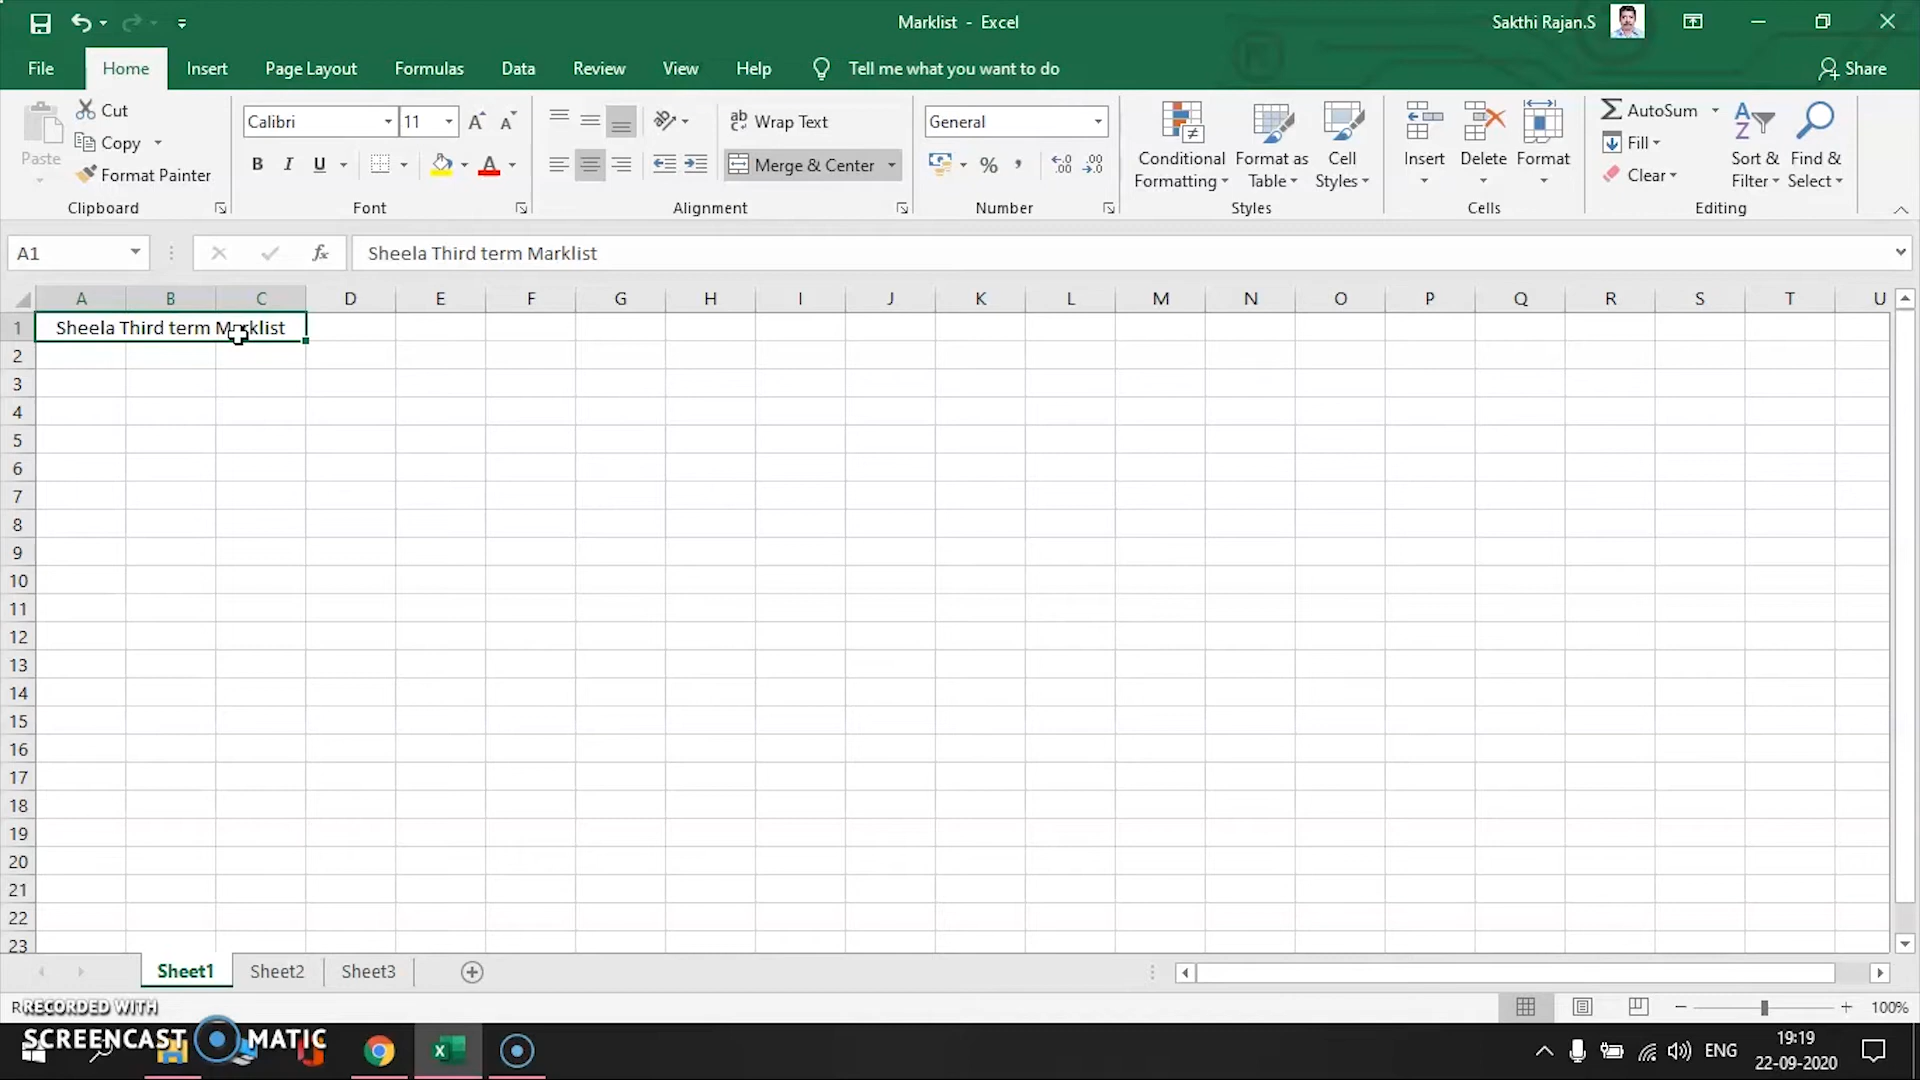 Marklist - Excel
Sakthi Rajan.S
File Home Insert Page Layout Formulas Data Review View Help Tell me what you want to do Share
Paste
Cut
Copy
Format Painter
Clipboard
Calibri 11
B I U A
Font
Wrap Text
Merge & Center
Alignment
General
% ,
Number
Conditional Formatting
Format as Table
Cell Styles
Styles
Insert Delete Format
Cells
AutoSum
Fill
Clear
Sort & Filter
Find & Select
Editing
A1 fx Sheela Third term Marklist
A B C D E F G H I J K L M N O P Q R S T U
1 Sheela Third term Marklist
2
3
4
5
6
7
8
9
10
11
12
13
14
15
16
17
18
19
20
21
22
23
Sheet1 Sheet2 Sheet3
RECORDED WITH
100%
SCREENCAST MATIC
ENG
19:19
22-09-2020